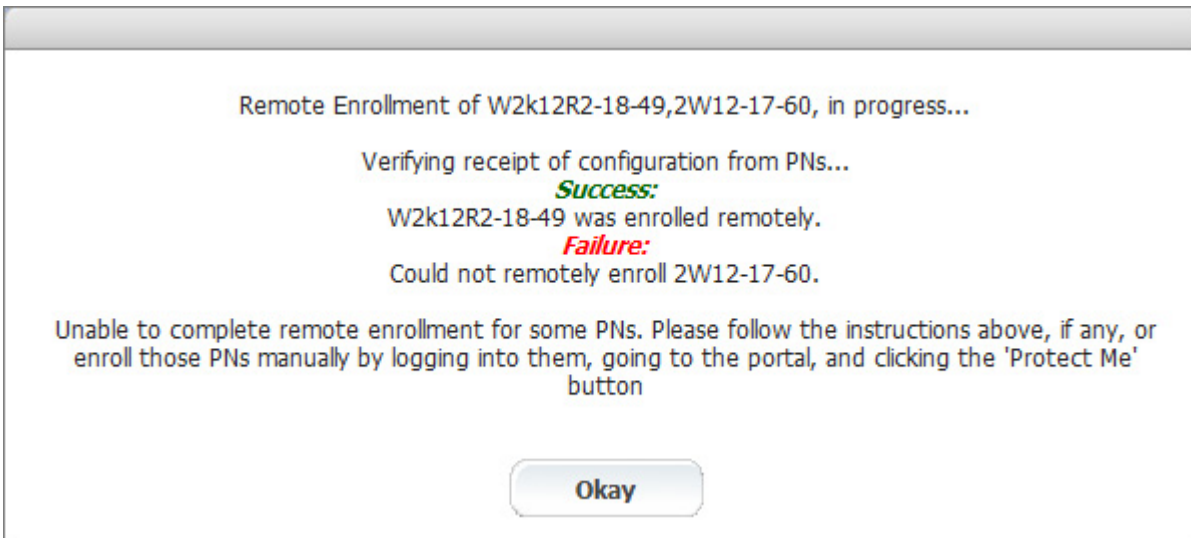 Remote Enrollment of W2k12R2-18-49,2W12-17-60, in progress...
Verifying receipt of configuration from PNs...
Success:
W2k12R2-18-49 was enrolled remotely.
Failure:
Could not remotely enroll 2W12-17-60.
Unable to complete remote enrollment for some PNs. Please follow the instructions above, if any, or
enroll those PNs manually by logging into them, going to the portal, and clicking the 'Protect Me'
button
Okay